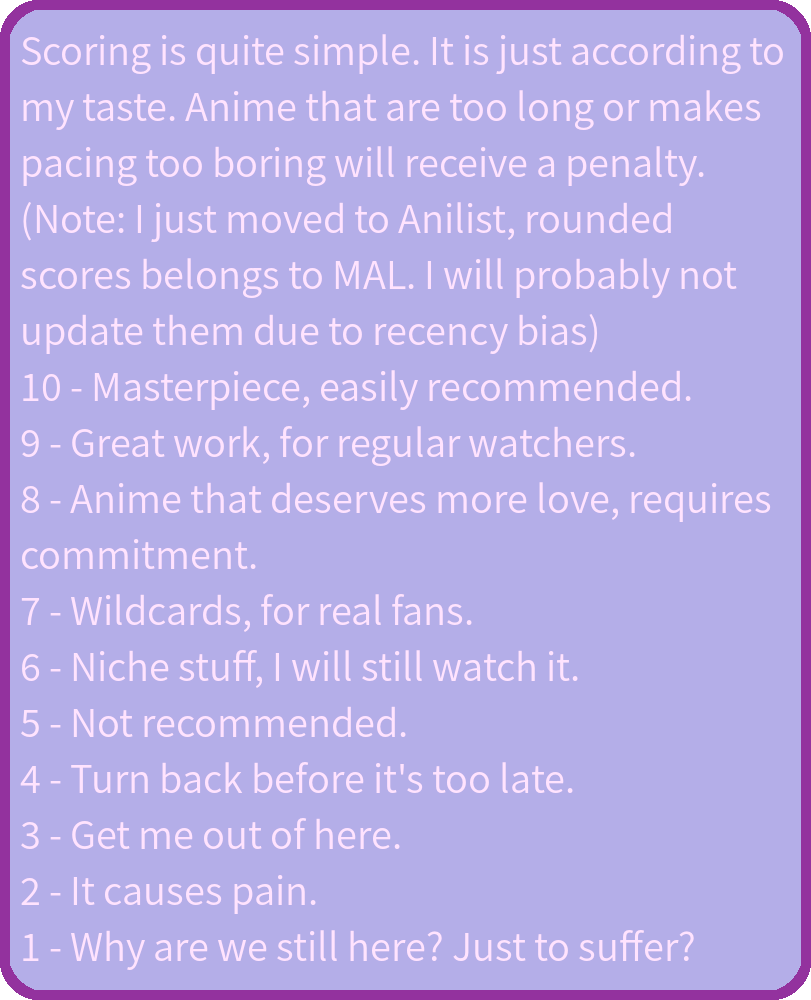 Scoring is quite simple. It is just according to
my taste. Anime that are too long or makes
pacing too boring will receive a penalty.
(Note: I just moved to Anilist, rounded
scores belongs to MAL. I will probably not
update them due to recency bias)
10 - Masterpiece, easily recommended.
9 - Great work, for regular watchers.
8 - Anime that deserves more love, requires
commitment.
7 - Wildcards, for real fans.
6 - Niche stuff, I will still watch it.
5 - Not recommended.
4 - Turn back before it's too late.
3 - Get me out of here.
2 - It causes pain.
1 - Why are we still here? Just to suffer?